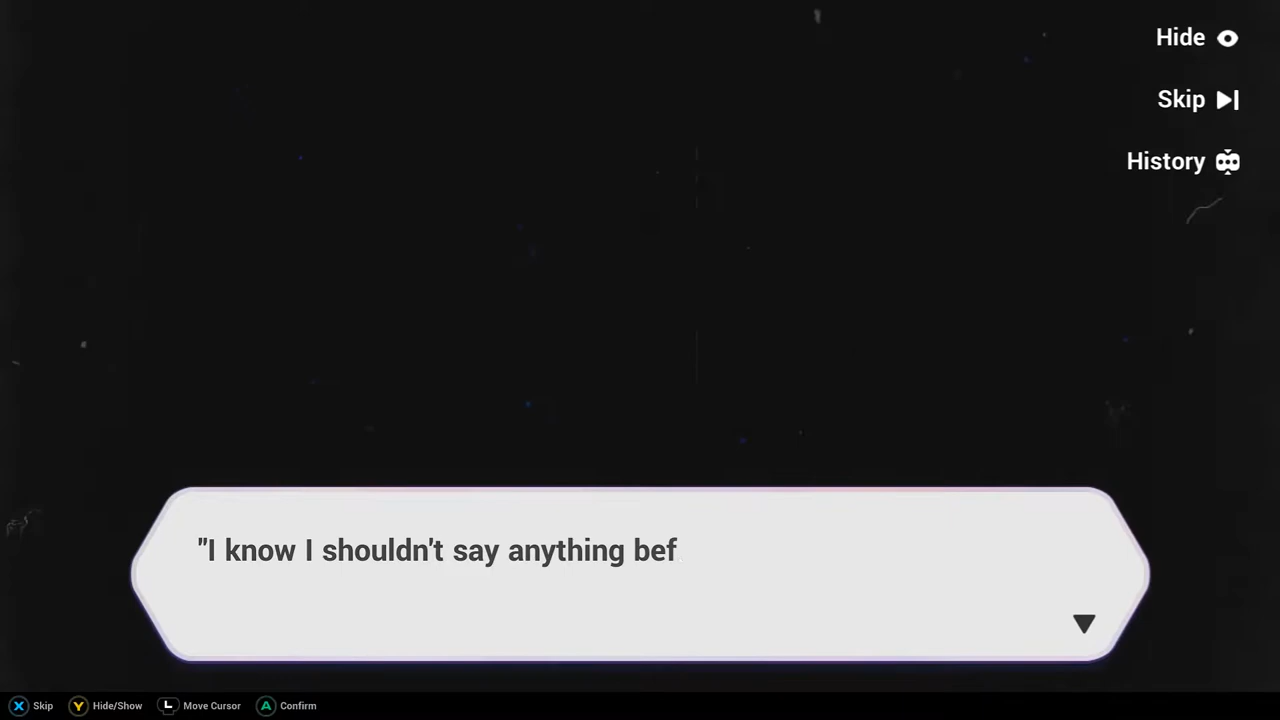 Hide
Skip
History
"I know I shouldn't say anything bef
X Skip Y Hide/Show L Move Cursor A Confirm